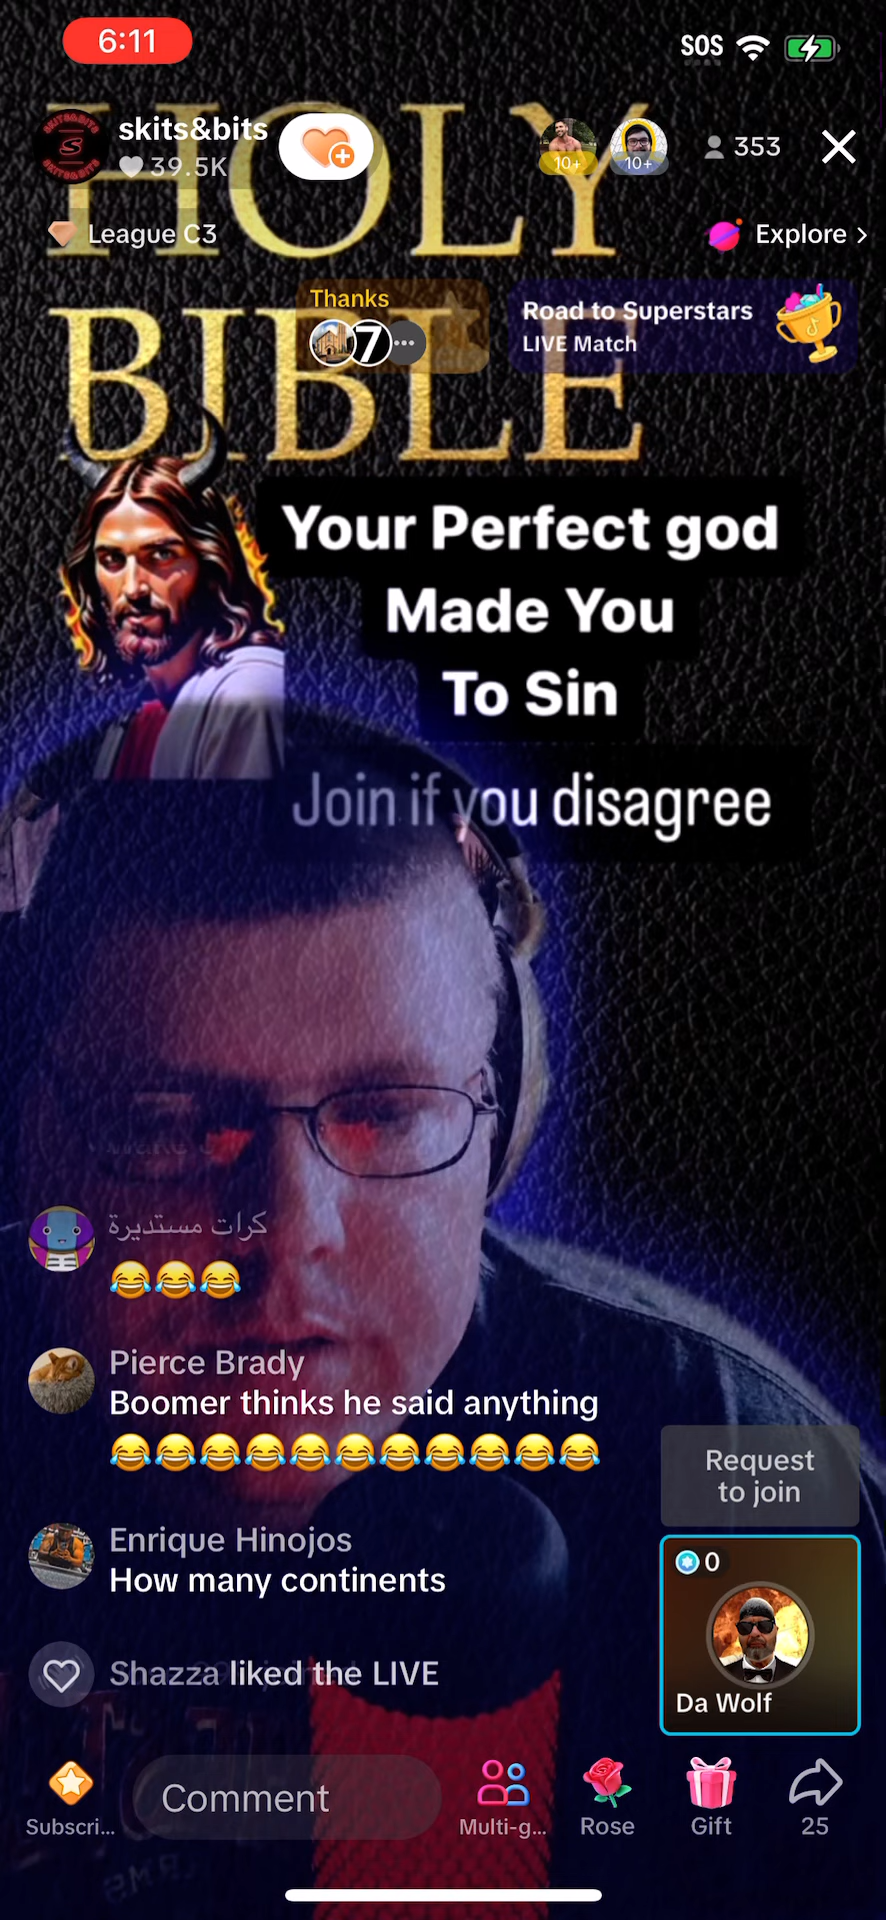 6:11
SOS
HOLY
BIBLE
skits&bits
39.5K
10+
10+
353
League C3
Explore >
Thanks
7
Road to Superstars
LIVE Match
Your Perfect god
Made You
To Sin
Join if you disagree
كرات مستديرة
😂😂😂
Pierce Brady
Boomer thinks he said anything
😂😂😂😂😂😂😂😂😂😂😂
Enrique Hinojos
How many continents
Shazza liked the LIVE
Request
to join
0
Da Wolf
Subscri...
Comment
Multi-g...
Rose
Gift
25